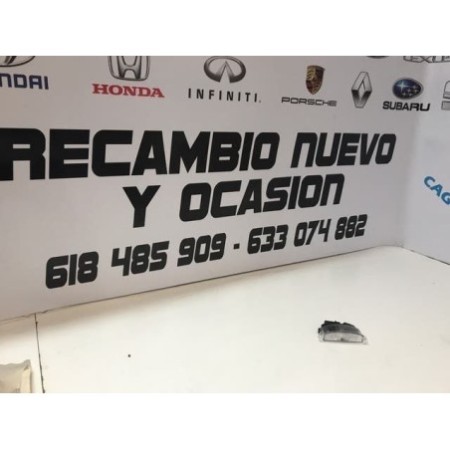 NDAI
HONDA
INFINITI.
PORSCHE
SUBARU
RECAMBIO NUEVO
Y OCASION
618 485 909 - 633 074 882
CAG